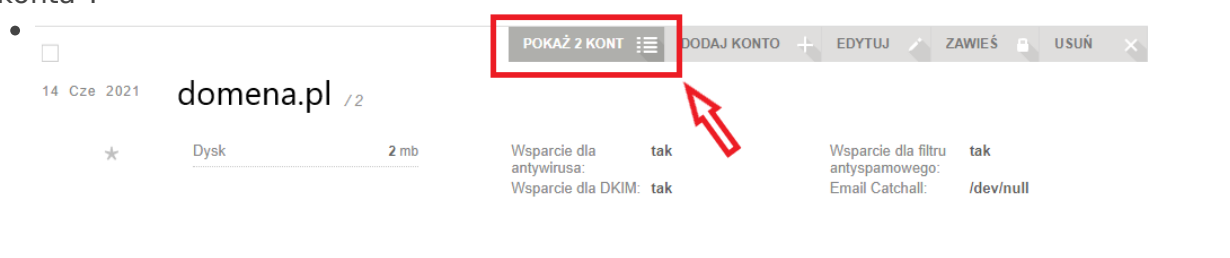 POKAŻ 2 KONT DODAJ KONTO EDYTUJ ZAWIEŚ USUŃ
14 Cze 2021 domena.pl /2
Dysk 2 mb Wsparcie dla antywirusa: tak Wsparcie dla filtru antyspamowego: tak
Wsparcie dla DKIM: tak Email Catchall: /dev/null